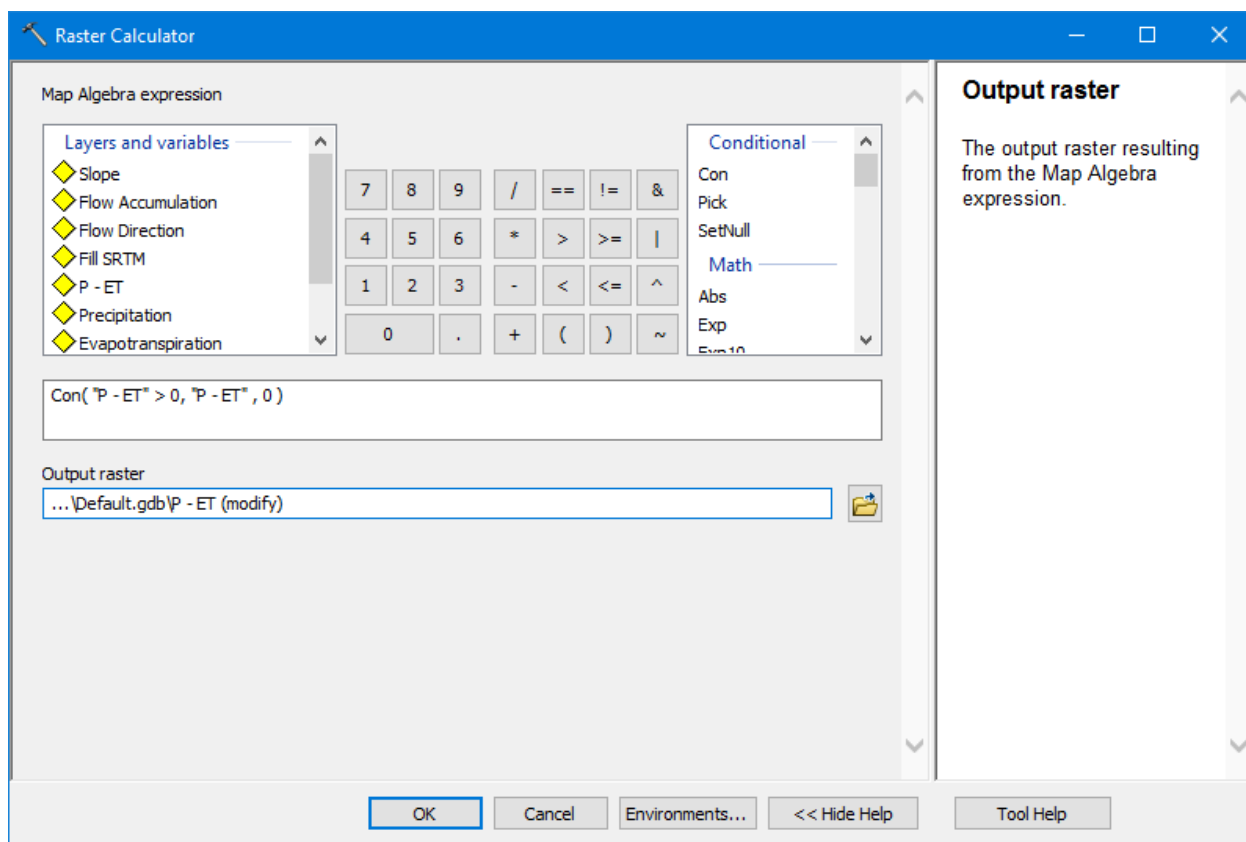 Raster Calculator
Map Algebra expression
Layers and variables
Slope
Flow Accumulation
Flow Direction
Fill SRTM
P - ET
Precipitation
Evapotranspiration
7 8 9 / == != &
4 5 6 * > >= |
1 2 3 - < <= ^
0 . + ( ) ~
Conditional
Con
Pick
SetNull
Math
Abs
Exp
Exp10
Con( "P - ET" > 0, "P - ET" , 0 )
Output raster
...\Default.gdb\P - ET (modify)
OK Cancel Environments... << Hide Help Tool Help
Output raster
The output raster resulting
from the Map Algebra
expression.